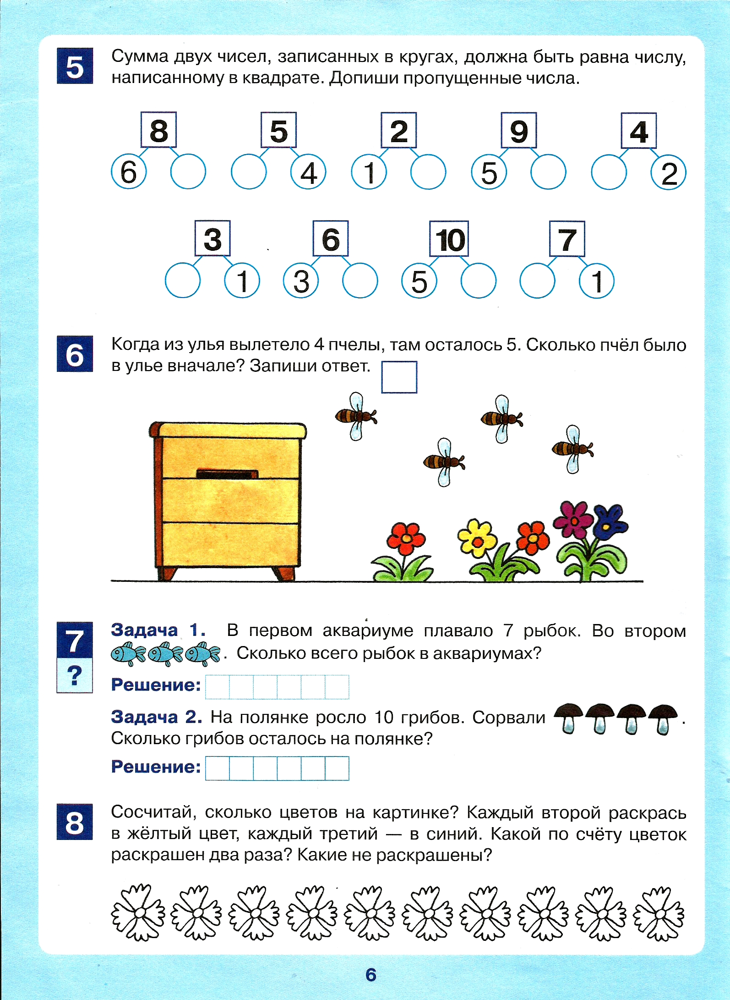 5
Сумма двух чисел, записанных в кругах, должна быть равна числу,
написанному в квадрате. Допиши пропущенные числа.
8 5 2 9 4
6 4 1 5 2
3 6 10 7
1 3 5 1
6
Когда из улья вылетело 4 пчелы, там осталось 5. Сколько пчёл было
в улье вначале? Запиши ответ.
7
?
Задача 1. В первом аквариуме плавало 7 рыбок. Во втором
. Сколько всего рыбок в аквариумах?
Решение:
Задача 2. На полянке росло 10 грибов. Сорвали .
Сколько грибов осталось на полянке?
Решение:
8
Сосчитай, сколько цветов на картинке? Каждый второй раскрась
в жёлтый цвет, каждый третий — в синий. Какой по счёту цветок
раскрашен два раза? Какие не раскрашены?
6